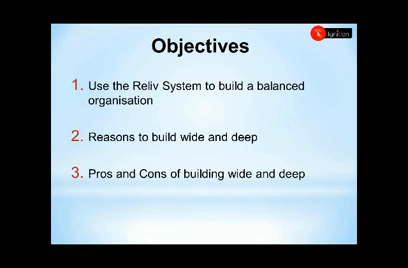 Ignition
Objectives
1. Use the Reliv System to build a balanced
organisation
2. Reasons to build wide and deep
3. Pros and Cons of building wide and deep